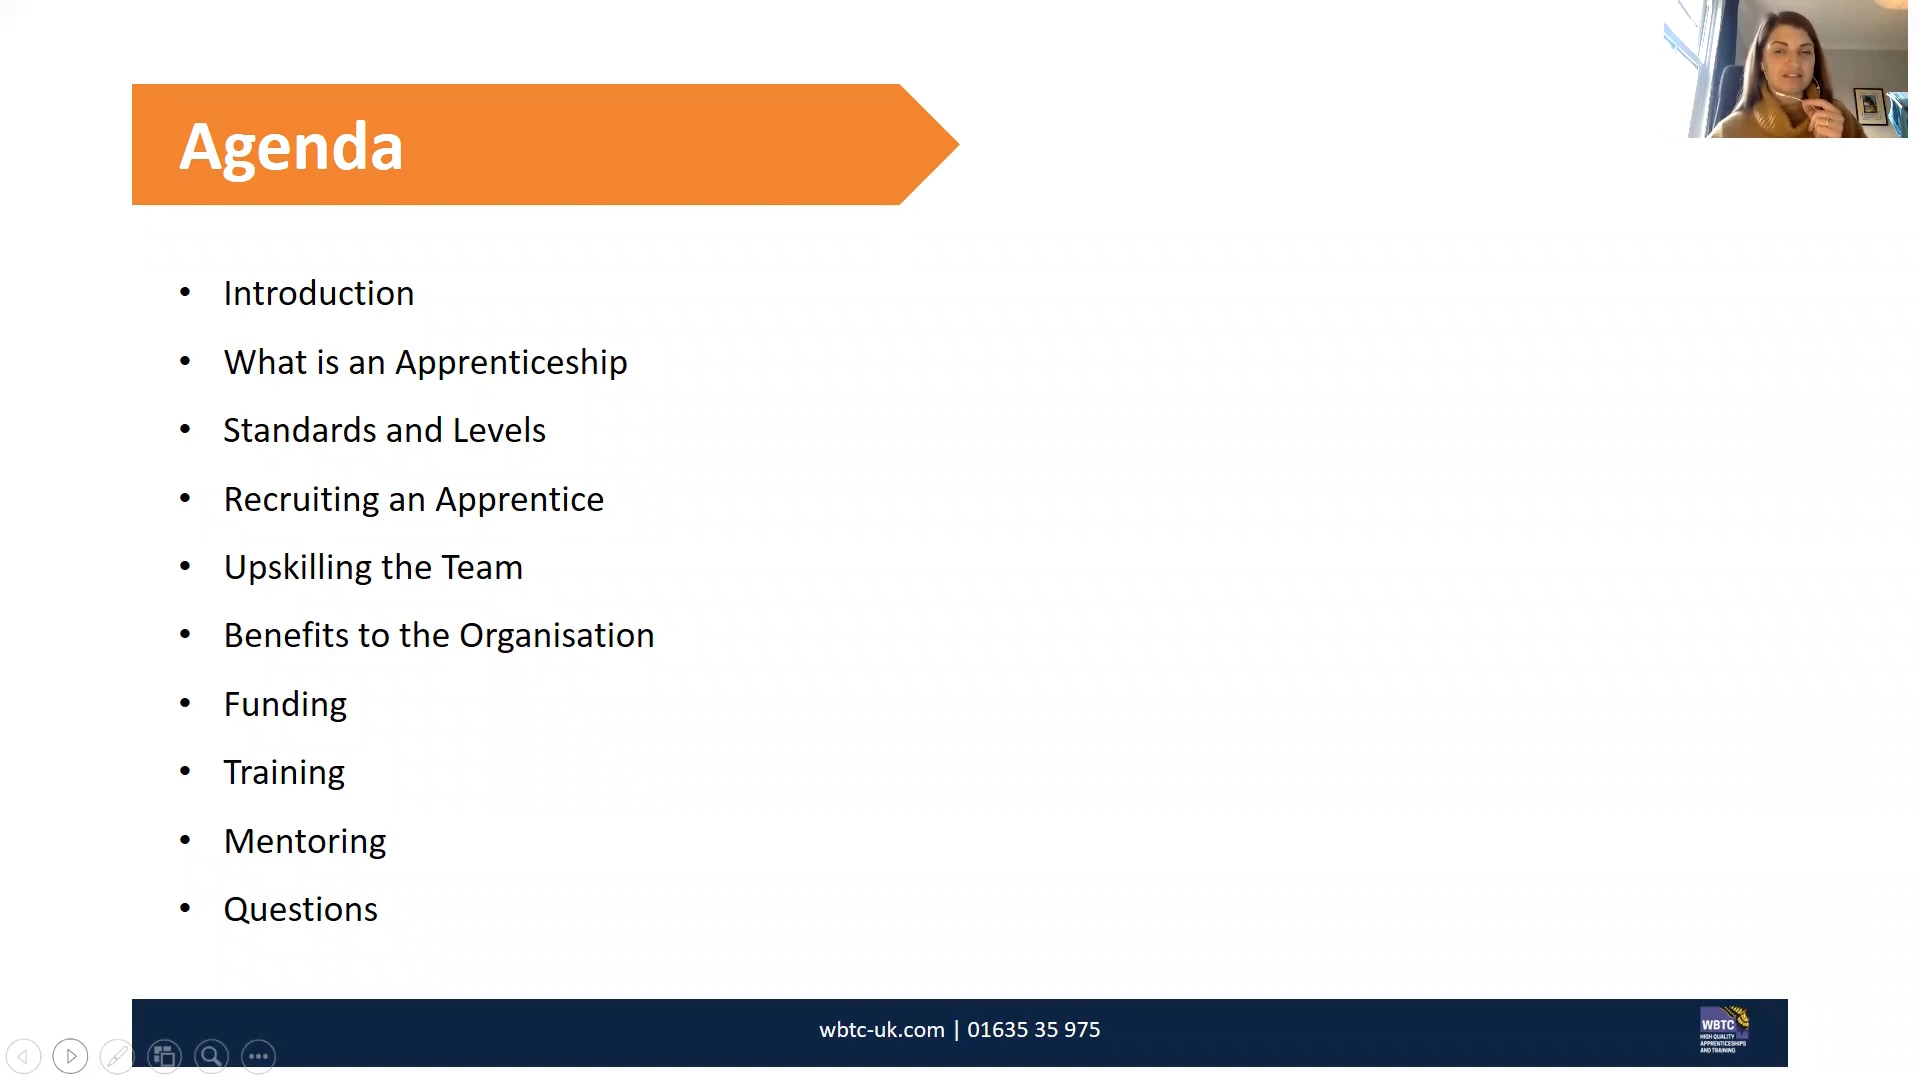 Agenda
• Introduction
• What is an Apprenticeship
• Standards and Levels
• Recruiting an Apprentice
• Upskilling the Team
• Benefits to the Organisation
• Funding
• Training
• Mentoring
• Questions
wbtc-uk.com | 01635 35 975
WBTC
HIGH QUALITY
APPRENTICESHIPS
AND TRAINING